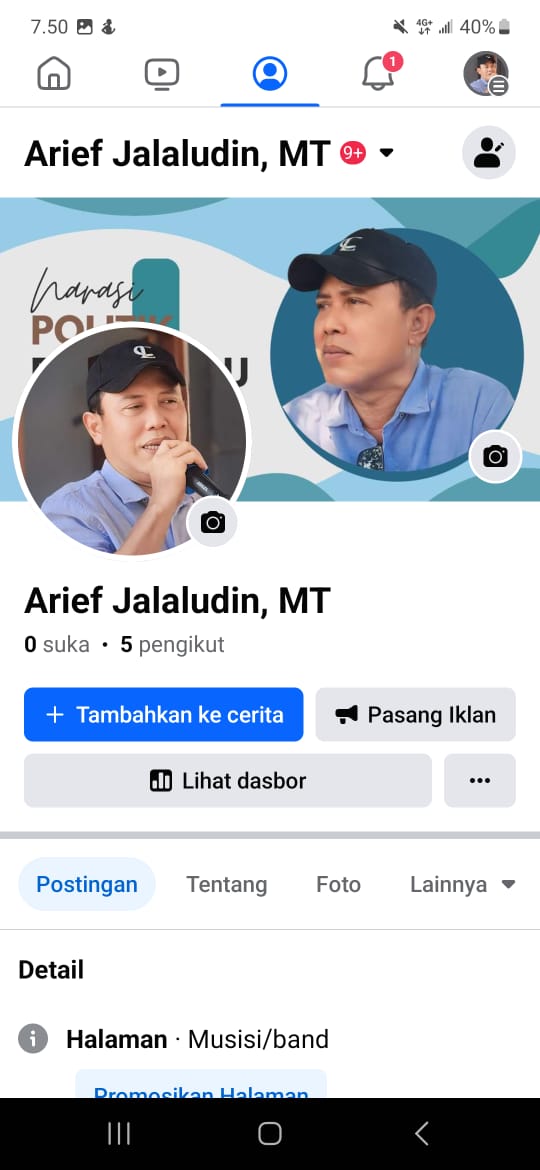 7.50
4G+
40%
1
Arief Jalaludin, MT 9+
Narasi
POLITIK
U
Arief Jalaludin, MT
0 suka • 5 pengikut
+ Tambahkan ke cerita
Pasang Iklan
Lihat dasbor
Postingan
Tentang
Foto
Lainnya
Detail
Halaman · Musisi/band
Promosikan Halaman